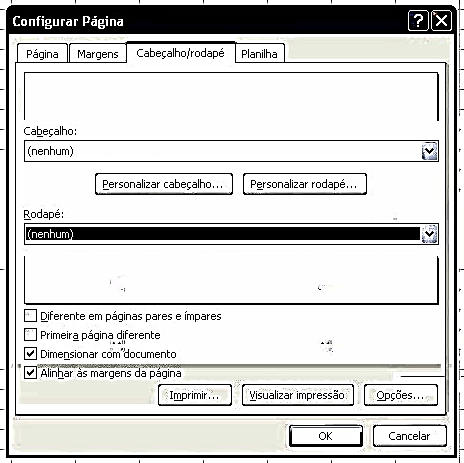 Configurar Página
Página Margens Cabeçalho/rodapé Planilha
Cabeçalho:
(nenhum)
Personalizar cabeçalho... Personalizar rodapé...
Rodapé:
(nenhum)
Diferente em páginas pares e ímpares
Primeira página diferente
Dimensionar com documento
Alinhar às margens da página
Imprimir... Visualizar impressão Opções...
OK Cancelar